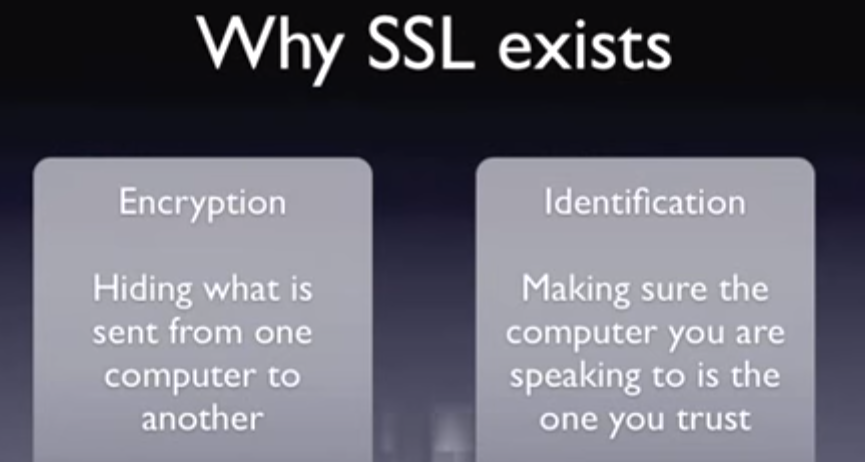 Why SSL exists
Encryption
Hiding what is
sent from one
computer to
another
Identification
Making sure the
computer you are
speaking to is the
one you trust